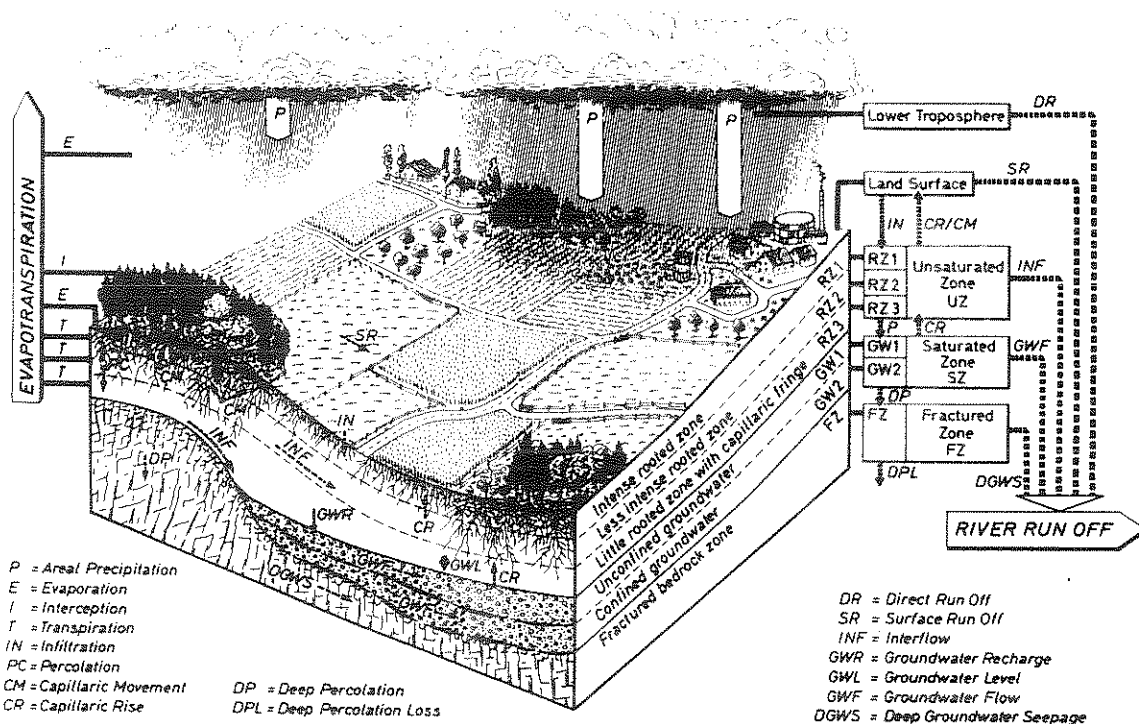 P
P
P
DR
Lower Troposphere
SR
Land Surface
E
IN
CR/CM
EVAPOTRANSPIRATION
I
E
T
T
T
RZ1
RZ2
RZ3
Unsaturated
Zone
UZ
INF
P
CR
GW1
GW2
Saturated
Zone
SZ
GWF
DP
FZ
Fractured
Zone
FZ
DPL
DGWS
RIVER RUN OFF
RZ1
RZ2
RZ3
GW1
GW2
FZ
Intense rooted zone
Less intense rooted zone
Little rooted zone with capillaric fringe
Unconfined groundwater
Confined groundwater
Fractured bedrock zone
SR
CM
CM
IN
INF
INF
DP
GWR
CR
GWF
GWL
CR
DGWS
GWF
P = Areal Precipitation
E = Evaporation
I = Interception
T = Transpiration
IN = Infiltration
PC = Percolation
CM = Capillaric Movement
CR = Capillaric Rise
DP = Deep Percolation
DPL = Deep Percolation Loss
DR = Direct Run Off
SR = Surface Run Off
INF = Interflow
GWR = Groundwater Recharge
GWL = Groundwater Level
GWF = Groundwater Flow
DGWS = Deep Groundwater Seepage